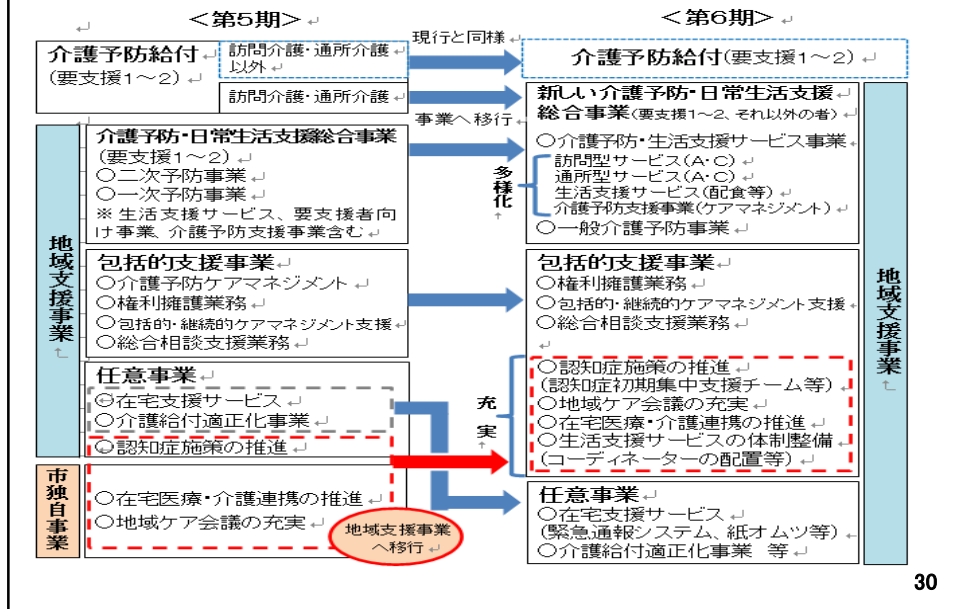 ＜第5期＞
＜第6期＞
介護予防給付
(要支援1～2)
訪問介護・通所介護
以外
訪問介護・通所介護
現行と同様
事業へ移行
介護予防給付(要支援1～2)
新しい介護予防・日常生活支援
総合事業(要支援1～2、それ以外の者)
○介護予防・生活支援サービス事業
訪問型サービス(A・C)
通所型サービス(A・C)
生活支援サービス(配食等)
介護予防支援事業(ケアマネジメント)
○一般介護予防事業
多様化
地域支援事業
介護予防・日常生活支援総合事業
(要支援1～2)
○二次予防事業
○一次予防事業
※生活支援サービス、要支援者向
け事業、介護予防支援事業含む
包括的支援事業
○介護予防ケアマネジメント
○権利擁護業務
○包括的・継続的ケアマネジメント支援
○総合相談支援業務
任意事業
○在宅支援サービス
○介護給付適正化事業
○認知症施策の推進
市独自事業
○在宅医療・介護連携の推進
○地域ケア会議の充実
地域支援事業
へ移行
包括的支援事業
○権利擁護業務
○包括的・継続的ケアマネジメント支援
○総合相談支援業務
充実
○認知症施策の推進
(認知症初期集中支援チーム等)
○地域ケア会議の充実
○在宅医療・介護連携の推進
○生活支援サービスの体制整備
(コーディネーターの配置等)
任意事業
○在宅支援サービス
(緊急通報システム、紙オムツ等)
○介護給付適正化事業　等
地域支援事業
30